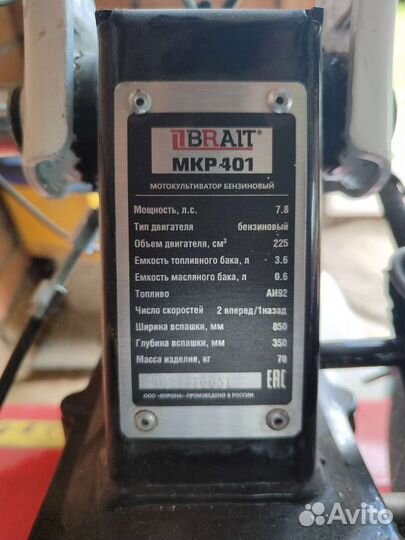 BRAIT®
МКР-401
МОТОКУЛЬТИВАТОР БЕНЗИНОВЫЙ
Мощность, л.с. 7.8
Тип двигателя бензиновый
Объем двигателя, см³ 225
Емкость топливного бака, л 3.6
Емкость масляного бака, л 0.6
Топливо АИ92
Число скоростей 2 вперед/1назад
Ширина вспашки, мм 850
Глубина вспашки, мм 350
Масса изделия, кг 78
EAC
ООО «КОРОНА» ПРОИЗВЕДЕНО В РОССИИ
Avito